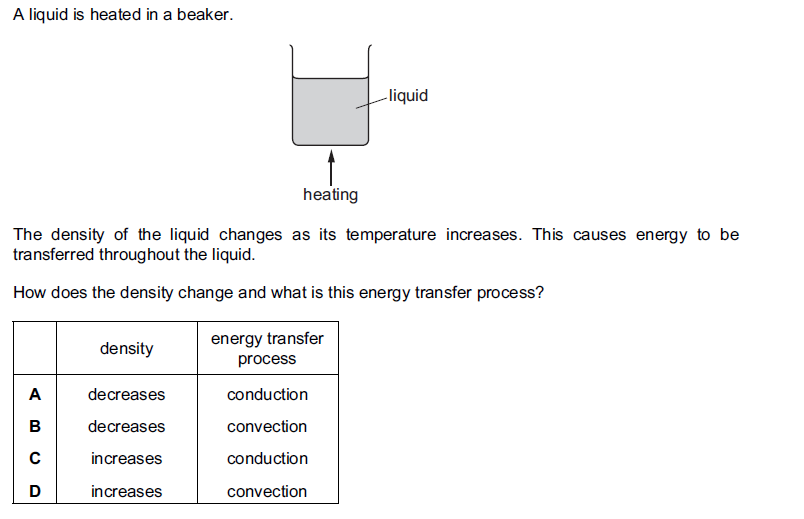 A liquid is heated in a beaker.
liquid
heating
The density of the liquid changes as its temperature increases. This causes energy to be
transferred throughout the liquid.
How does the density change and what is this energy transfer process?
density
energy transfer
process
A decreases conduction
B decreases convection
C increases conduction
D increases convection